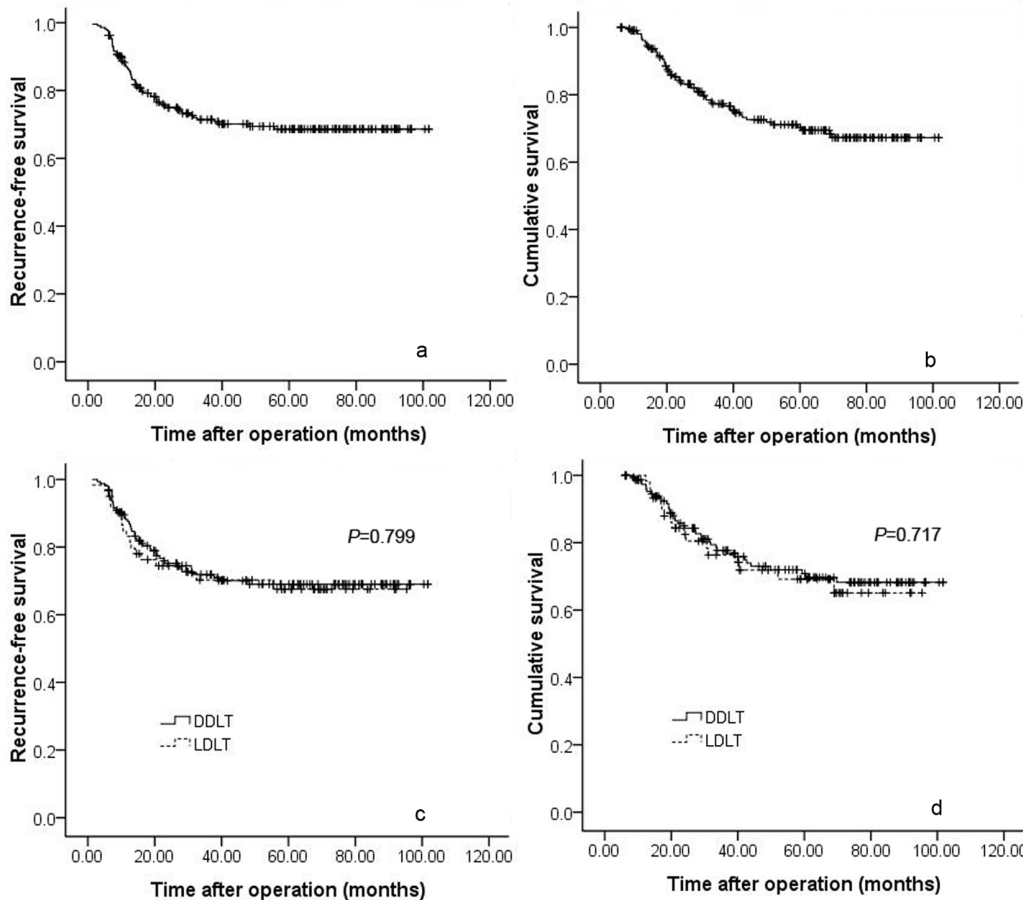 1.0
0.8
0.6
0.4
0.2
0.0
Recurrence-free survival
a
0.00 20.00 40.00 60.00 80.00 100.00 120.00
Time after operation (months)
1.0
0.8
0.6
0.4
0.2
0.0
Cumulative survival
b
0.00 20.00 40.00 60.00 80.00 100.00 120.00
Time after operation (months)
1.0
0.8
0.6
0.4
0.2
0.0
Recurrence-free survival
P=0.799
DDLT
LDLT
c
0.00 20.00 40.00 60.00 80.00 100.00 120.00
Time after operation (months)
1.0
0.8
0.6
0.4
0.2
0.0
Cumulative survival
P=0.717
DDLT
LDLT
d
0.00 20.00 40.00 60.00 80.00 100.00 120.00
Time after operation (months)